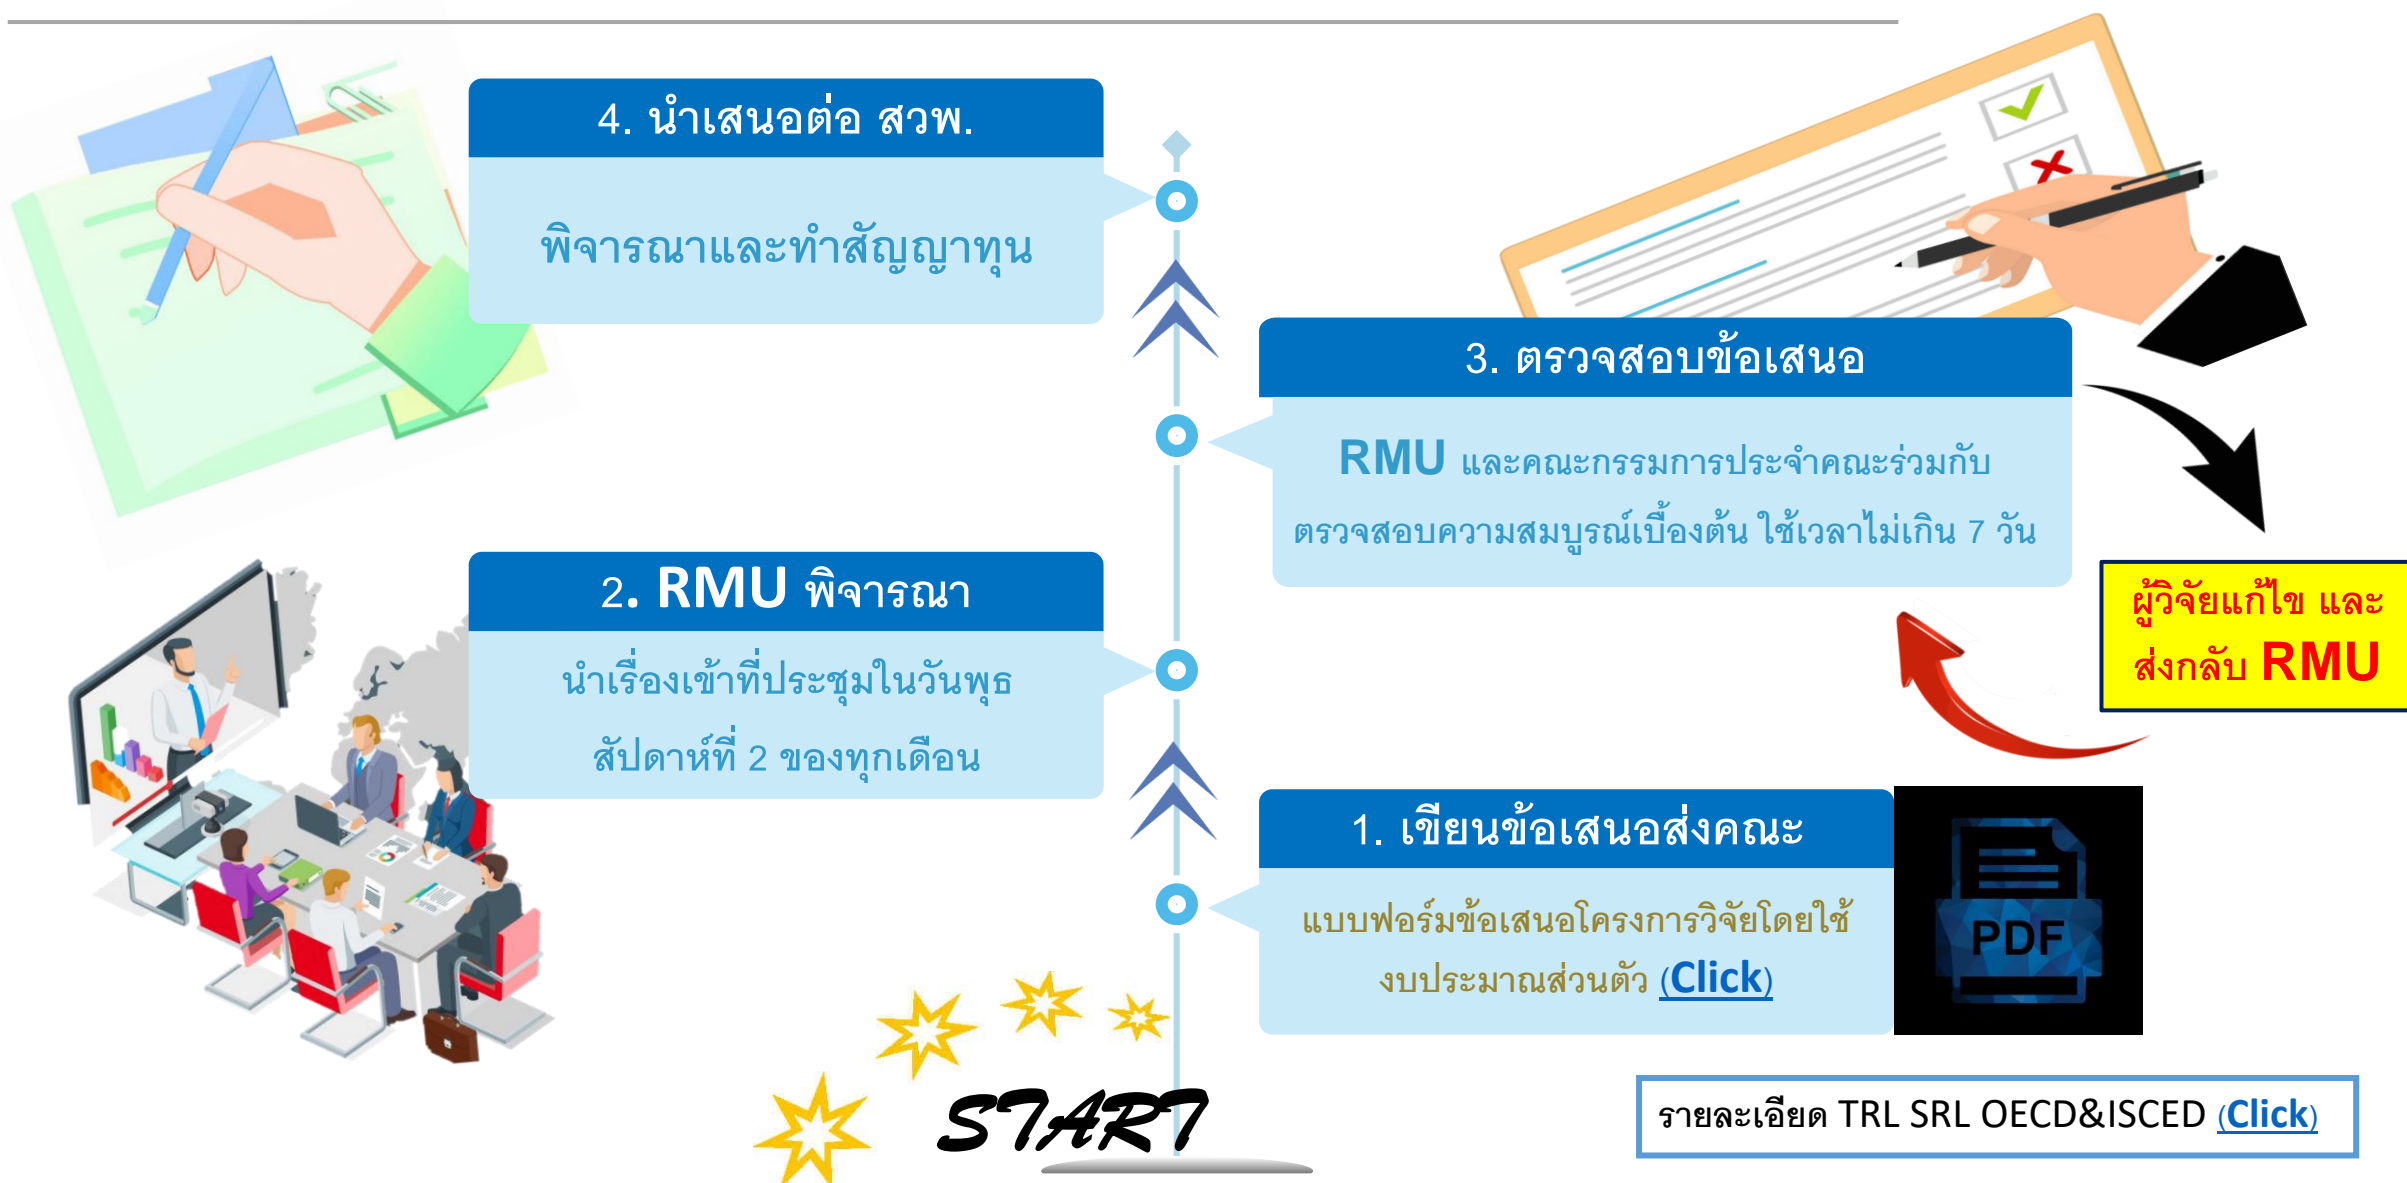 4. นำเสนอต่อ สวพ.
พิจารณาและทำสัญญาทุน
3. ตรวจสอบข้อเสนอ
RMU และคณะกรรมการประจำคณะร่วมกับ
ตรวจสอบความสมบูรณ์เบื้องต้น ใช้เวลาไม่เกิน 7 วัน
ผู้วิจัยแก้ไข และ
ส่งกลับ RMU
2. RMU พิจารณา
นำเรื่องเข้าที่ประชุมในวันพุธ
สัปดาห์ที่ 2 ของทุกเดือน
1. เขียนข้อเสนอส่งคณะ
แบบฟอร์มข้อเสนอโครงการวิจัยโดยใช้
งบประมาณส่วนตัว (Click)
PDF
START
รายละเอียด TRL SRL OECD&ISCED (Click)